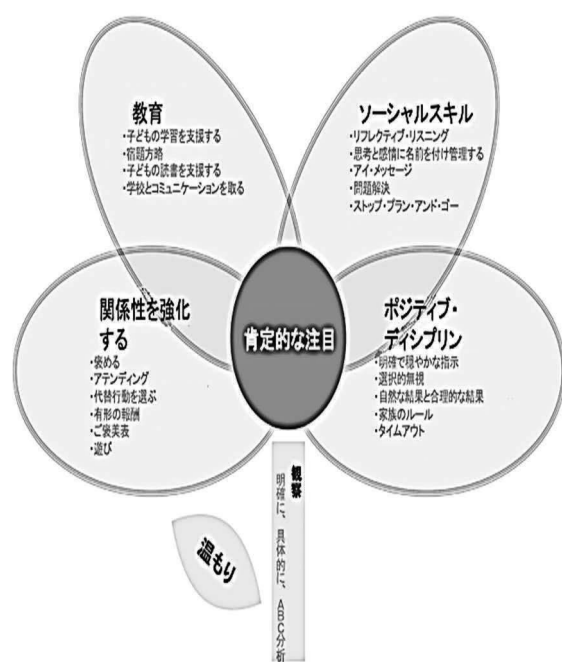 教育
・子どもの学習を支援する
・宿題方略
・子どもの読書を支援する
・学校とコミュニケーションを取る
ソーシャルスキル
・リフレクティブ・リスニング
・思考と感情に名前を付け管理する
・アイ・メッセージ
・問題解決
・ストップ・プラン・アンド・ゴー
関係性を強化
する
・褒める
・アテンディング
・代替行動を選ぶ
・有形の報酬
・ご褒美表
・遊び
肯定的な注目
ポジティブ・
ディシプリン
・明確で穏やかな指示
・選択的無視
・自然な結果と合理的な結果
・家族のルール
・タイムアウト
観察
明確に、具体的に、ABC分析
温もり